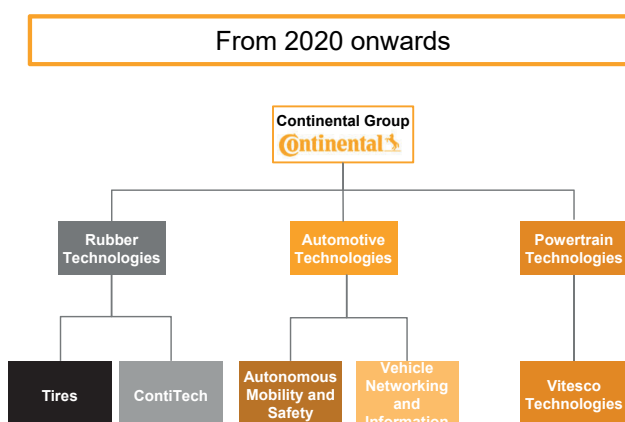 From 2020 onwards
Continental Group
Continental
Rubber
Technologies
Automotive
Technologies
Powertrain
Technologies
Tires
ContiTech
Autonomous
Mobility and
Safety
Vehicle
Networking
and
Information
Vitesco
Technologies